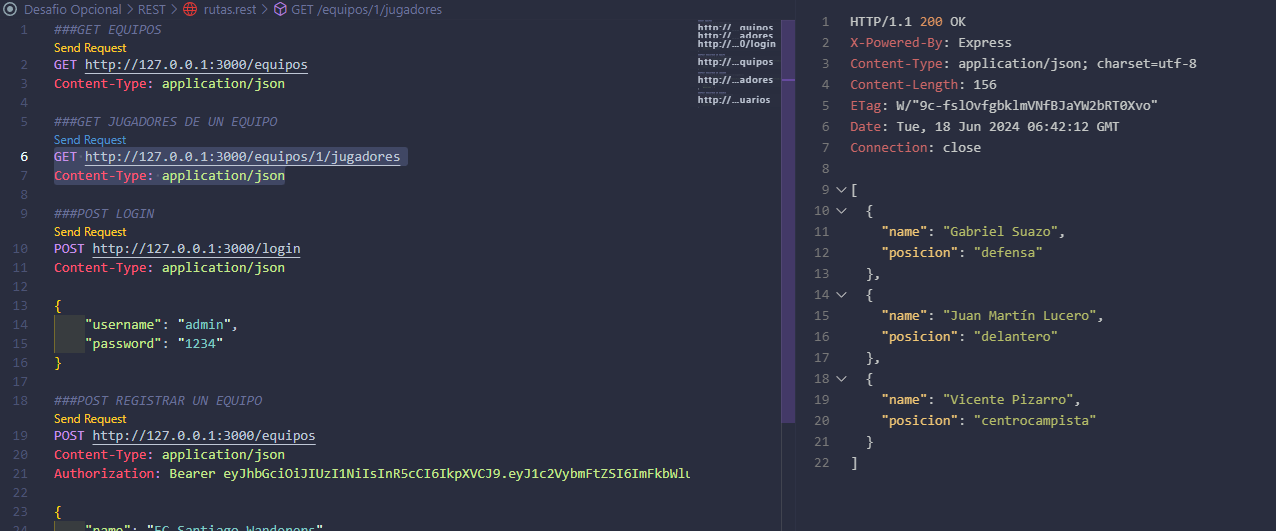 Desafio Opcional > REST > rutas.rest > GET /equipos/1/jugadores
1 ###GET EQUIPOS
Send Request
2 GET http://127.0.0.1:3000/equipos
3 Content-Type: application/json
4
5 ###GET JUGADORES DE UN EQUIPO
Send Request
6 GET http://127.0.0.1:3000/equipos/1/jugadores
7 Content-Type: application/json
8
9 ###POST LOGIN
Send Request
10 POST http://127.0.0.1:3000/login
11 Content-Type: application/json
12
13 {
14 "username": "admin",
15 "password": "1234"
16 }
17
18 ###POST REGISTRAR UN EQUIPO
Send Request
19 POST http://127.0.0.1:3000/equipos
20 Content-Type: application/json
21 Authorization: Bearer eyJhbGciOiJIUzI1NiIsInR5cCI6IkpXVCJ9.eyJ1c2VybmFtZSI6ImFkbWlu
22
23 {
24 "name": "FC Santiago Wanderers"
http://…quipos
http://…adores
http://…0/login
http://…quipos
http://…adores
http://…uarios
1 HTTP/1.1 200 OK
2 X-Powered-By: Express
3 Content-Type: application/json; charset=utf-8
4 Content-Length: 156
5 ETag: W/"9c-fslOvfgbklmVNfBJaYW2bRT0Xvo"
6 Date: Tue, 18 Jun 2024 06:42:12 GMT
7 Connection: close
8
9 [
10 {
11 "name": "Gabriel Suazo",
12 "posicion": "defensa"
13 },
14 {
15 "name": "Juan Martín Lucero",
16 "posicion": "delantero"
17 },
18 {
19 "name": "Vicente Pizarro",
20 "posicion": "centrocampista"
21 }
22 ]